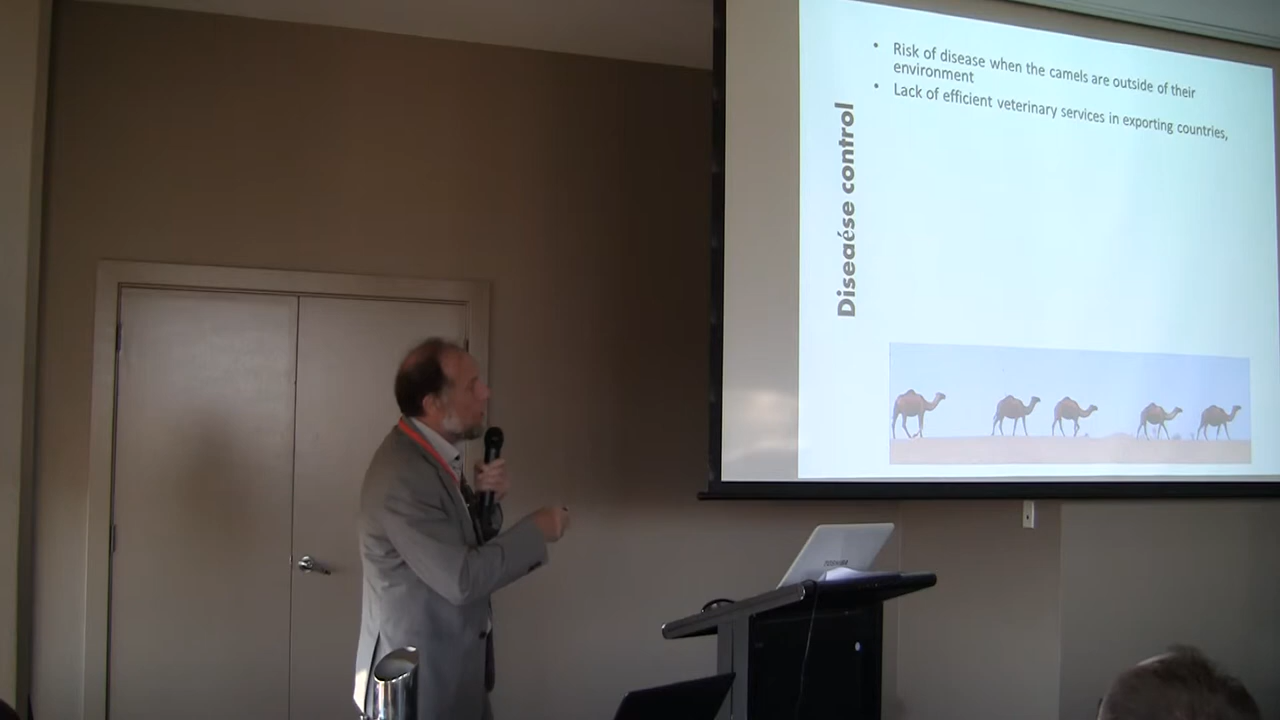 • Risk of disease when the camels are outside of their
environment
• Lack of efficient veterinary services in exporting countries,
Diseaése control
TOSHIBA